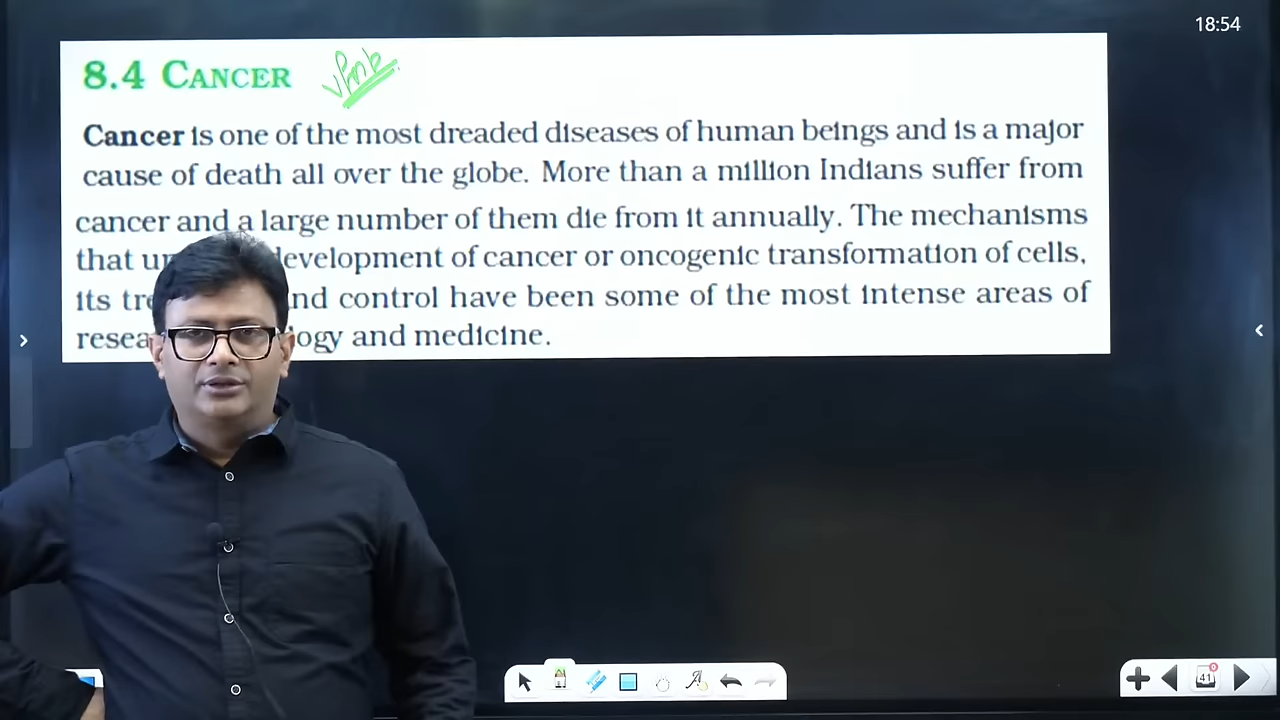 18:54
8.4 CANCER
Cancer is one of the most dreaded diseases of human beings and is a major
cause of death all over the globe. More than a million Indians suffer from
cancer and a large number of them die from it annually. The mechanisms
that development of cancer or oncogenic transformation of cells,
its and control have been some of the most intense areas of
and medicine.
41